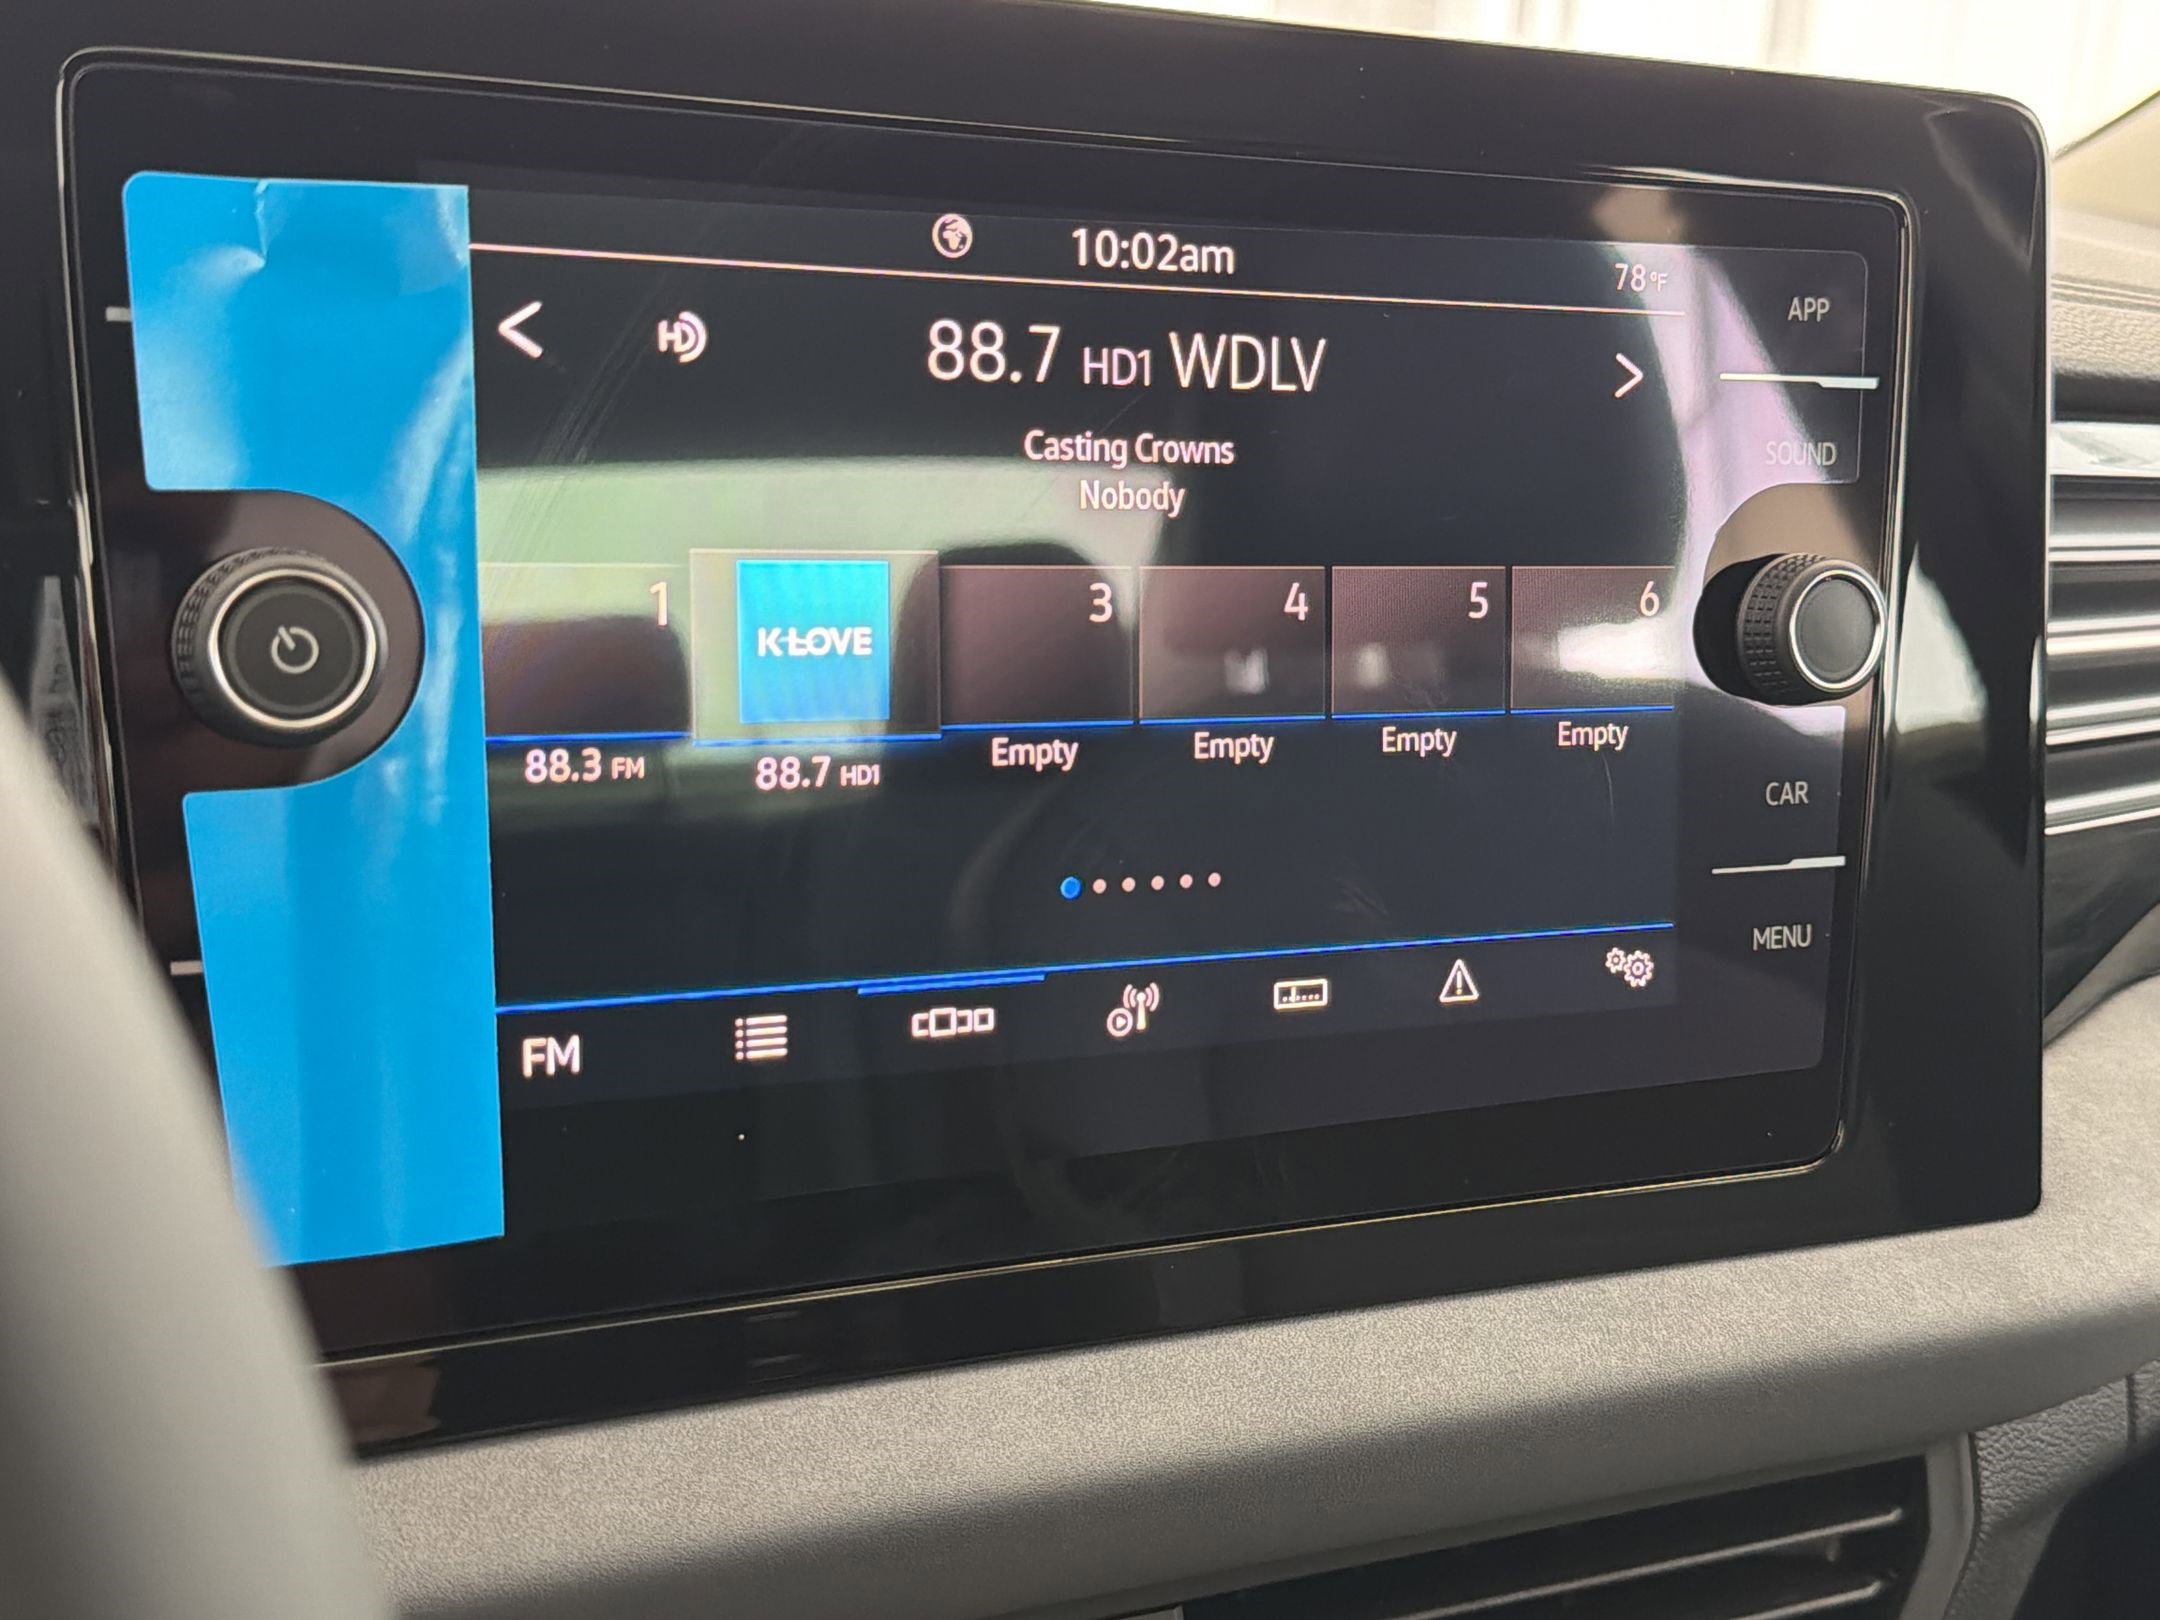 10:02am
78°F
APP
HD
88.7 HD1 WDLV
Casting Crowns
Nobody
SOUND
1
K-LOVE
3
4
5
6
88.3 FM
88.7 HD1
Empty
Empty
Empty
Empty
CAR
MENU
FM